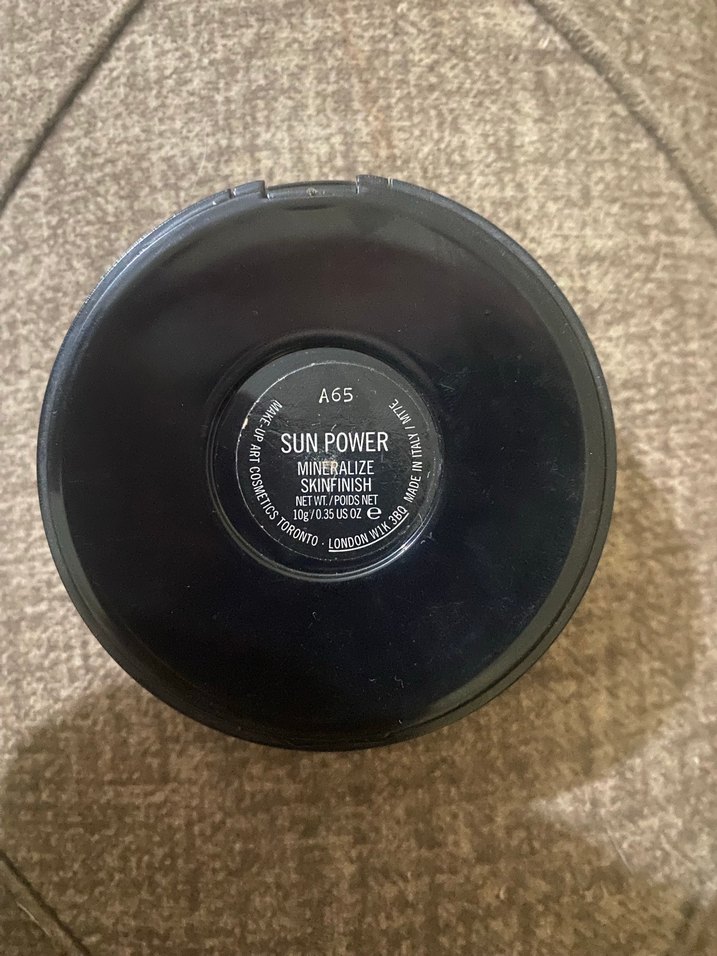 A65
SUN POWER
MINERALIZE
SKINFINISH
NET WT. / POIDS NET
10g / 0.35 US OZ e
MAKE-UP ART COSMETICS TORONTO · LONDON W1K 3BQ MADE IN ITALY / M77E